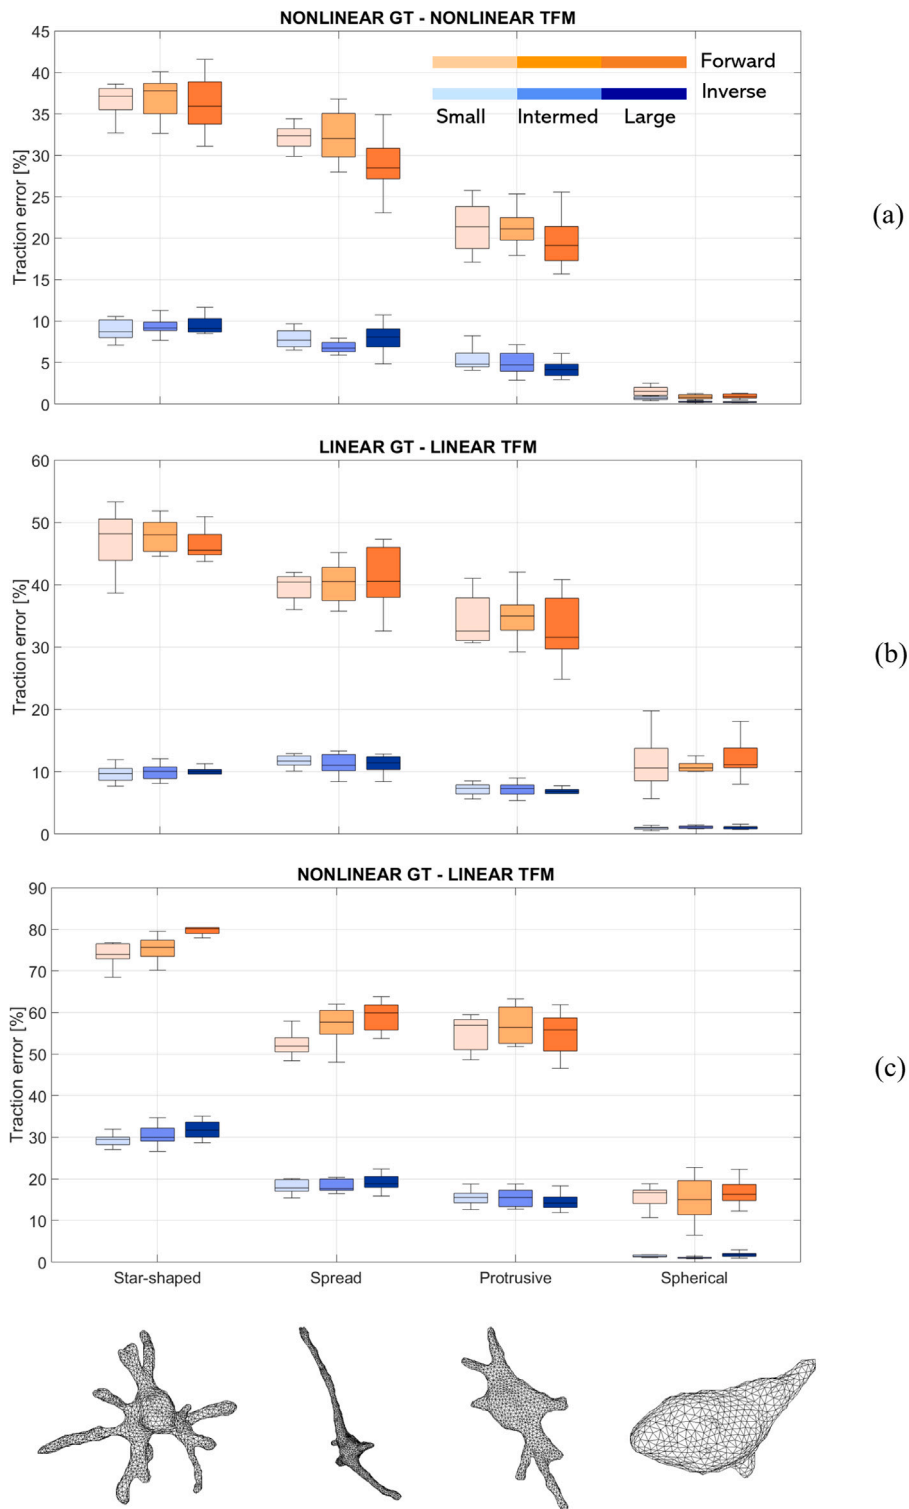 NONLINEAR GT - NONLINEAR TFM
45
40
35
30
25
20
15
10
5
0
Traction error [%]
Forward
Inverse
Small Intermed Large
(a)
LINEAR GT - LINEAR TFM
60
50
40
30
20
10
0
Traction error [%]
(b)
NONLINEAR GT - LINEAR TFM
90
80
70
60
50
40
30
20
10
0
Traction error [%]
(c)
Star-shaped Spread Protrusive Spherical